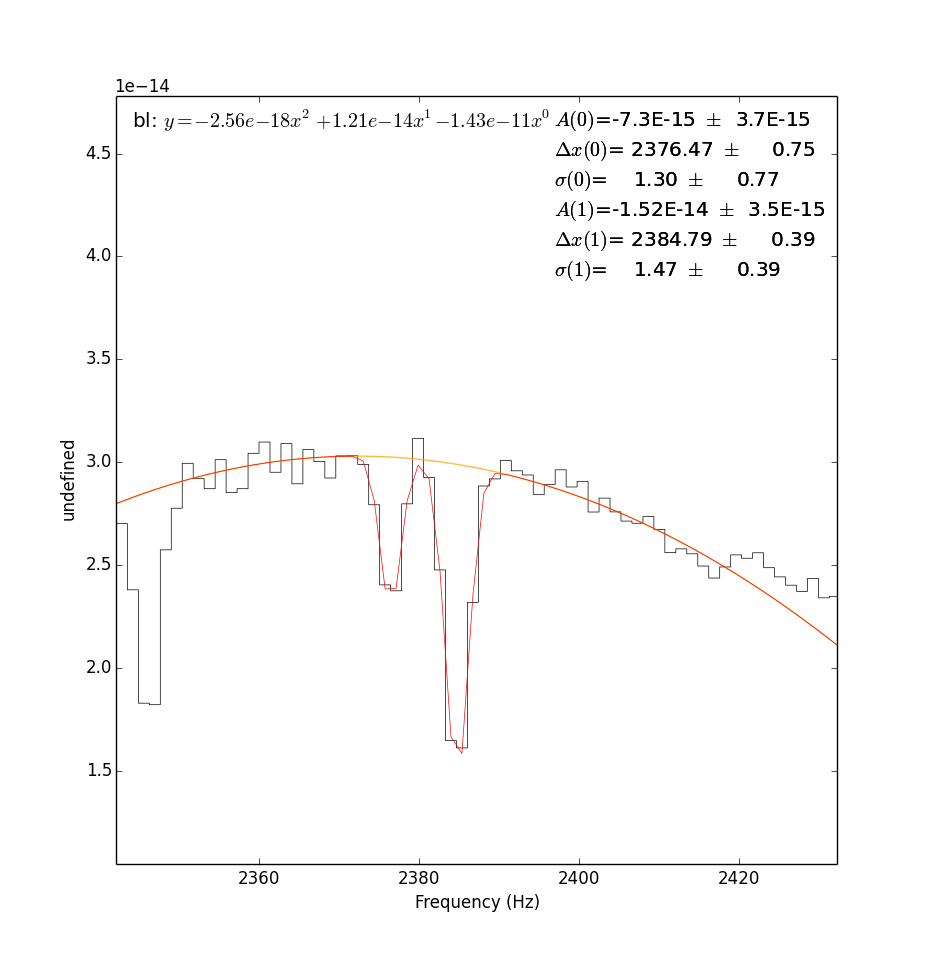 1e−14
bl: y=−2.56e−18x² +1.21e−14x¹ −1.43e−11x⁰
A(0)=-7.3E-15 ± 3.7E-15
Δx(0)= 2376.47 ± 0.75
σ(0)= 1.30 ± 0.77
A(1)=-1.52E-14 ± 3.5E-15
Δx(1)= 2384.79 ± 0.39
σ(1)= 1.47 ± 0.39
4.5
4.0
3.5
3.0
2.5
2.0
1.5
undefined
2360 2380 2400 2420
Frequency (Hz)